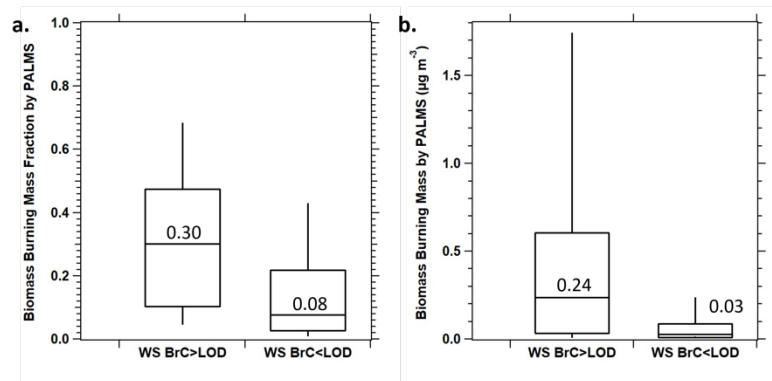 a.
Biomass Burning Mass Fraction by PALMS
1.0
0.8
0.6
0.4
0.2
0.0
0.30
0.08
WS BrC>LOD
WS BrC<LOD
b.
Biomass Burning Mass by PALMS (µg m⁻³)
1.5
1.0
0.5
0.0
0.24
0.03
WS BrC>LOD
WS BrC<LOD